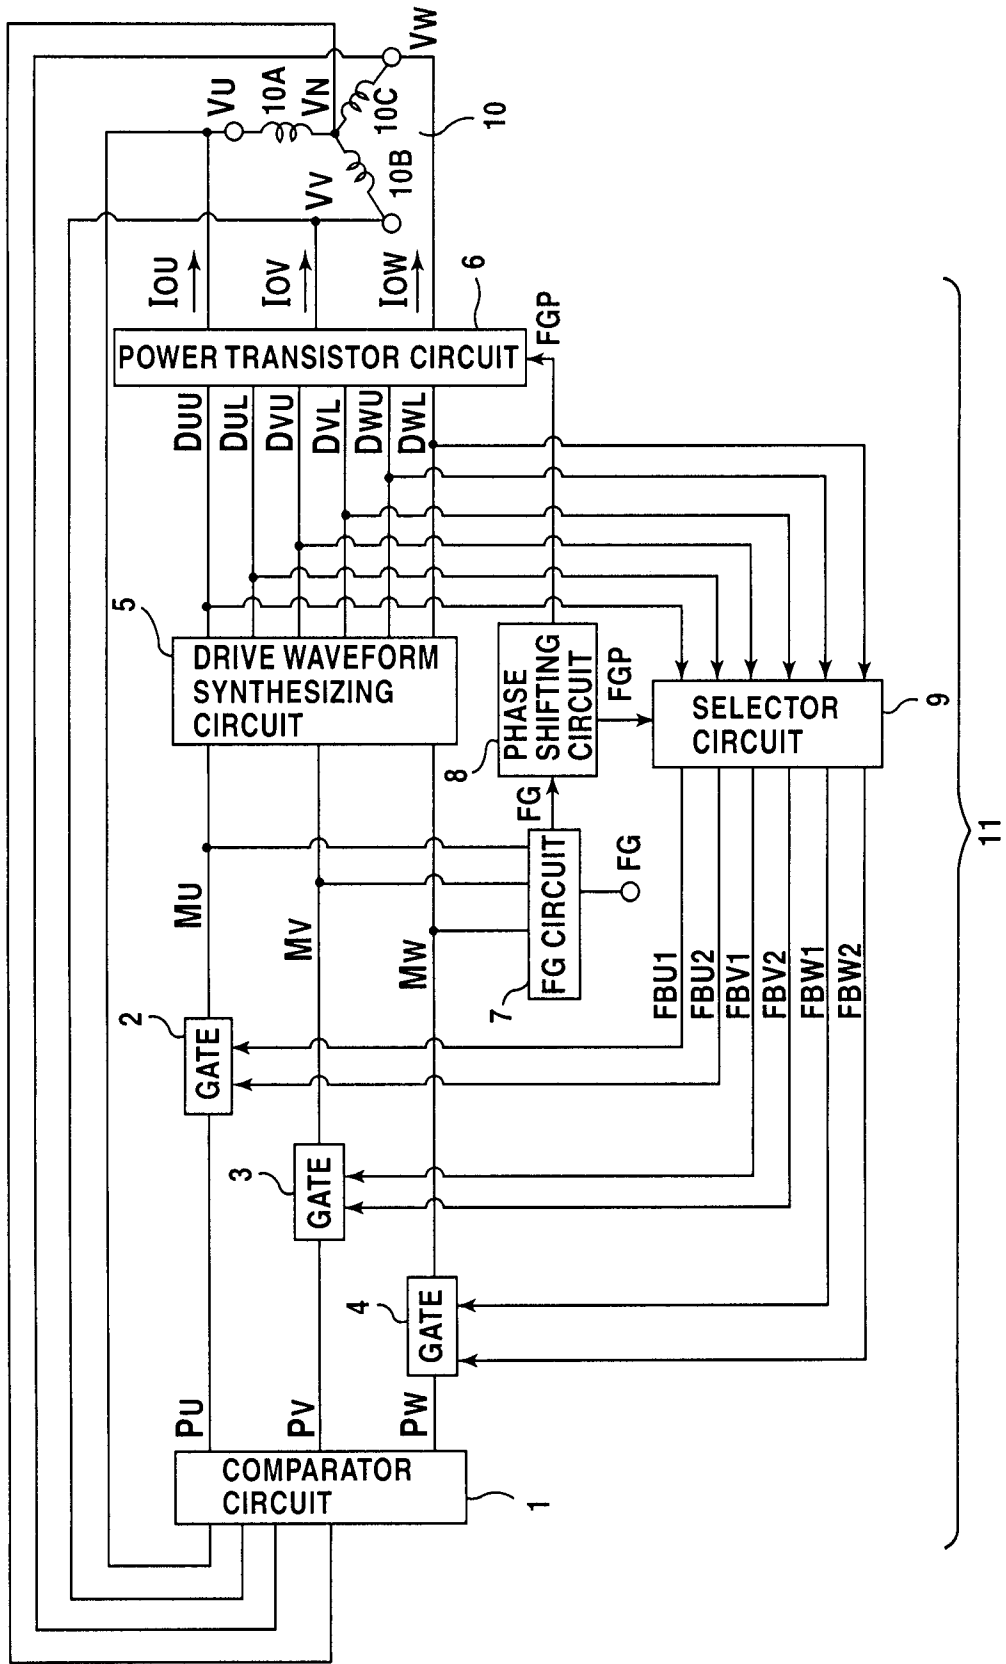 VU
10A
VN
VW
10C
10
VV
10B
IOU
IOV
IOW
6
POWER TRANSISTOR CIRCUIT
FGP
DUU
DUL
DVU
DVL
DWU
DWL
5
DRIVE WAVEFORM
SYNTHESIZING
CIRCUIT
8
PHASE
SHIFTING
CIRCUIT
FGP
SELECTOR
CIRCUIT
9
FG
7
FG CIRCUIT
FG
MU
MV
MW
FBU1
FBU2
FBV1
FBV2
FBW1
FBW2
2
GATE
3
GATE
4
GATE
PU
PV
PW
COMPARATOR
CIRCUIT
1
11